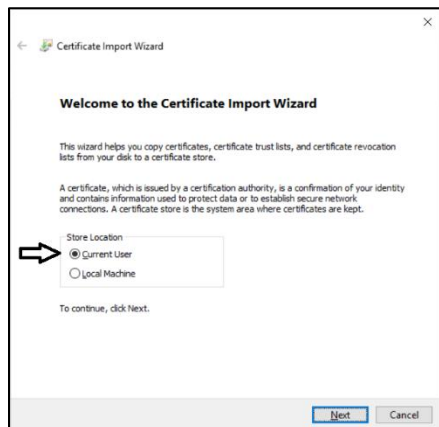 Certificate Import Wizard
Welcome to the Certificate Import Wizard
This wizard helps you copy certificates, certificate trust lists, and certificate revocation
lists from your disk to a certificate store.
A certificate, which is issued by a certification authority, is a confirmation of your identity
and contains information used to protect data or to establish secure network
connections. A certificate store is the system area where certificates are kept.
Store Location
Current User
Local Machine
To continue, click Next.
Next
Cancel